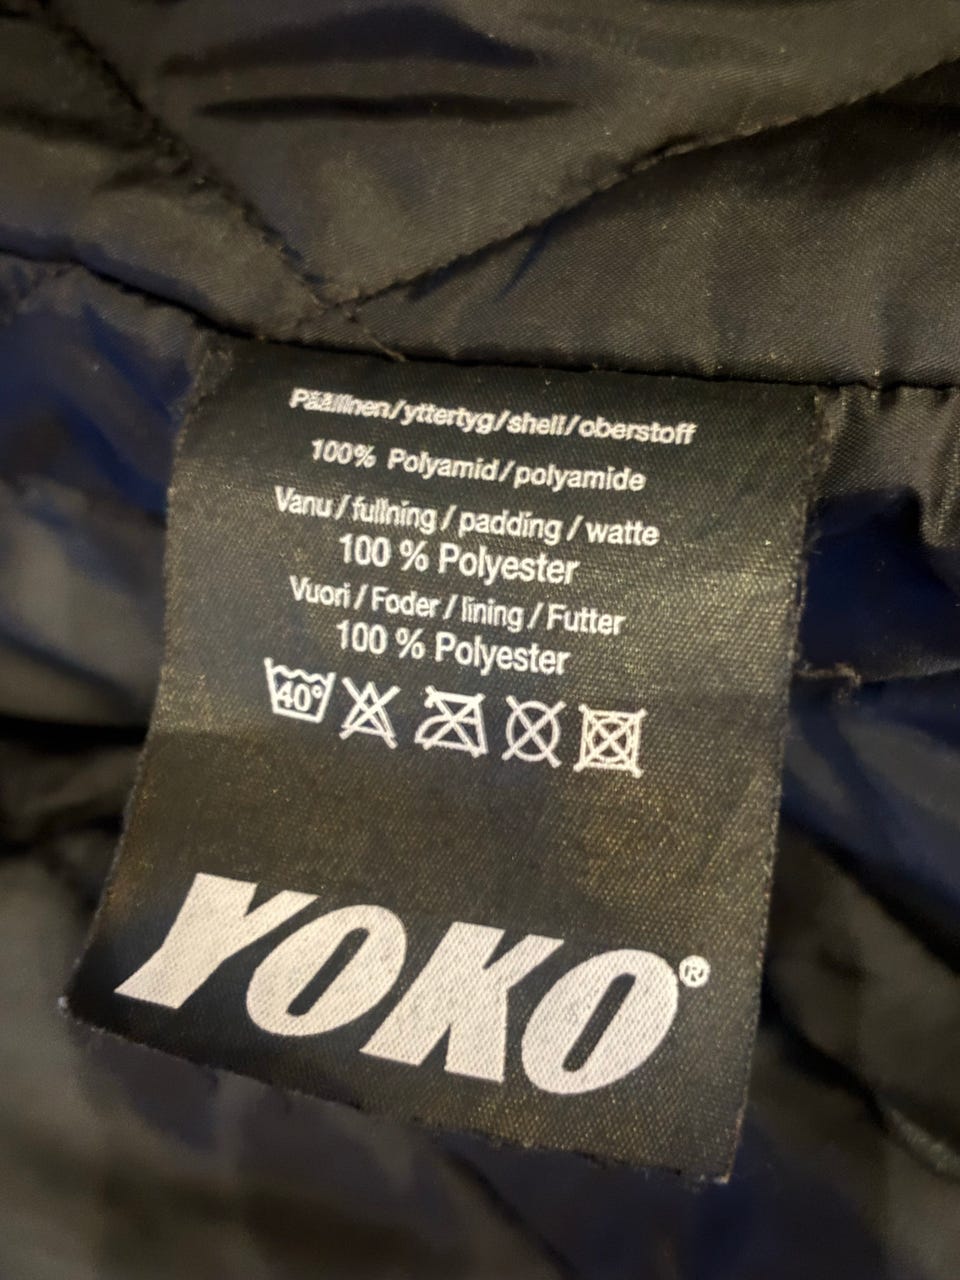 Päällinen/yttertyg/shell/oberstoff
100% Polyamid/polyamide
Vanu / fullning / padding / watte
100 % Polyester
Vuori / Foder / lining / Futter
100 % Polyester
40°
YOKO®